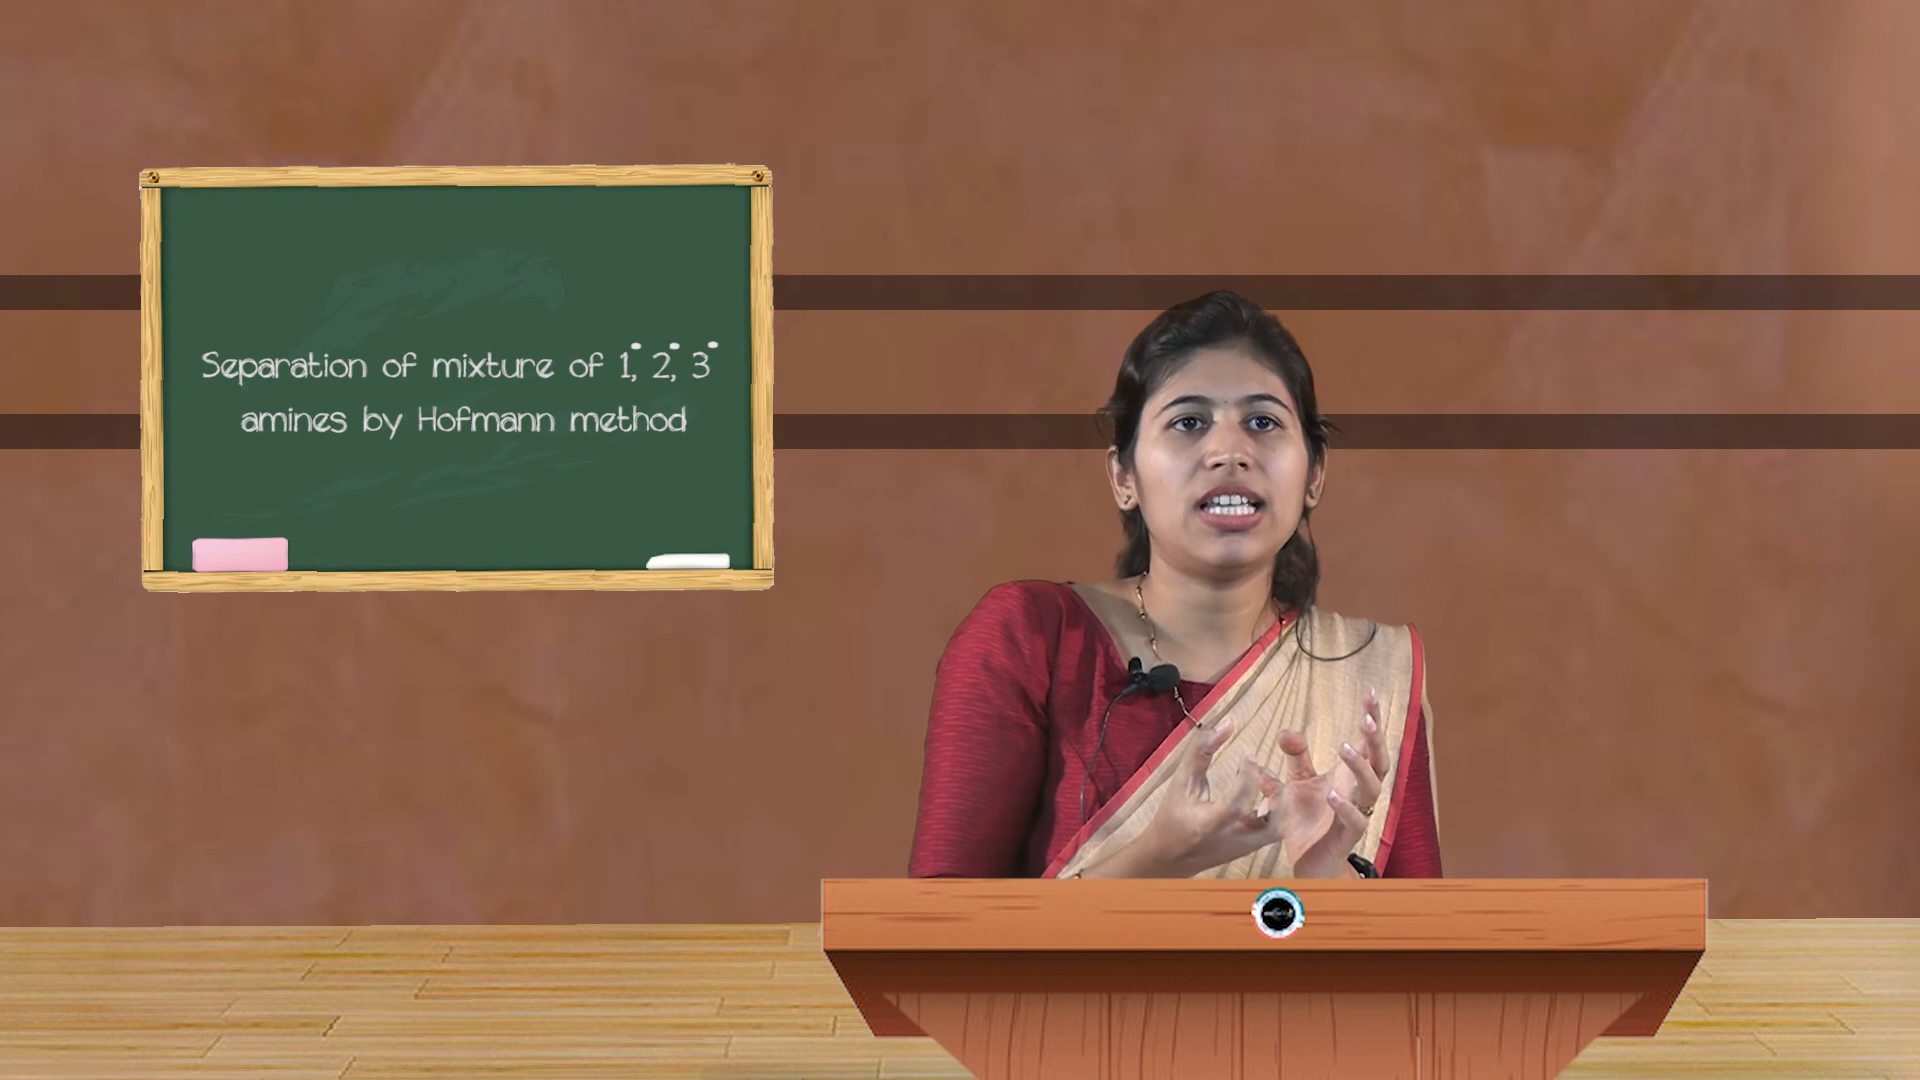 Separation of mixture of 1°, 2°, 3°
amines by Hofmann method